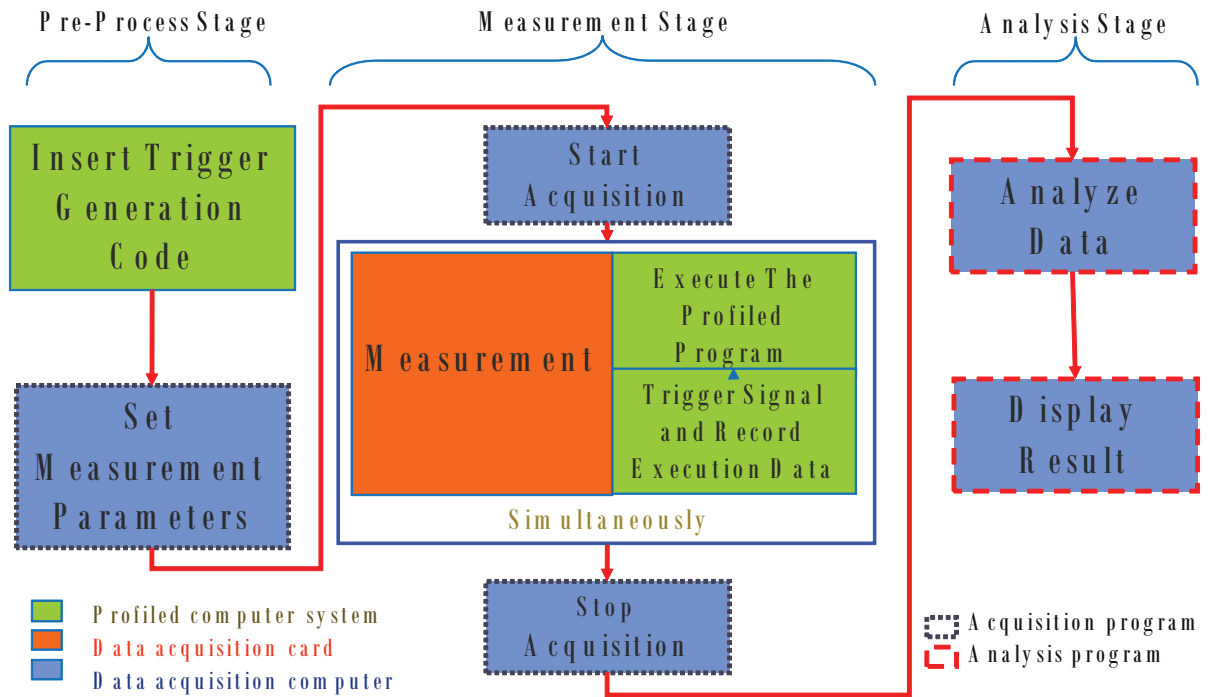 Pre-Process Stage
Measurement Stage
Analysis Stage
Insert Trigger
Generation
Code
Set
Measurement
Parameters
Start
Acquisition
Measurement
Execute The
Profiled
Program
Trigger Signal
and Record
Execution Data
Simultaneously
Stop
Acquisition
Analyze
Data
Display
Result
Profiled computer system
Data acquisition card
Data acquisition computer
Acquisition program
Analysis program